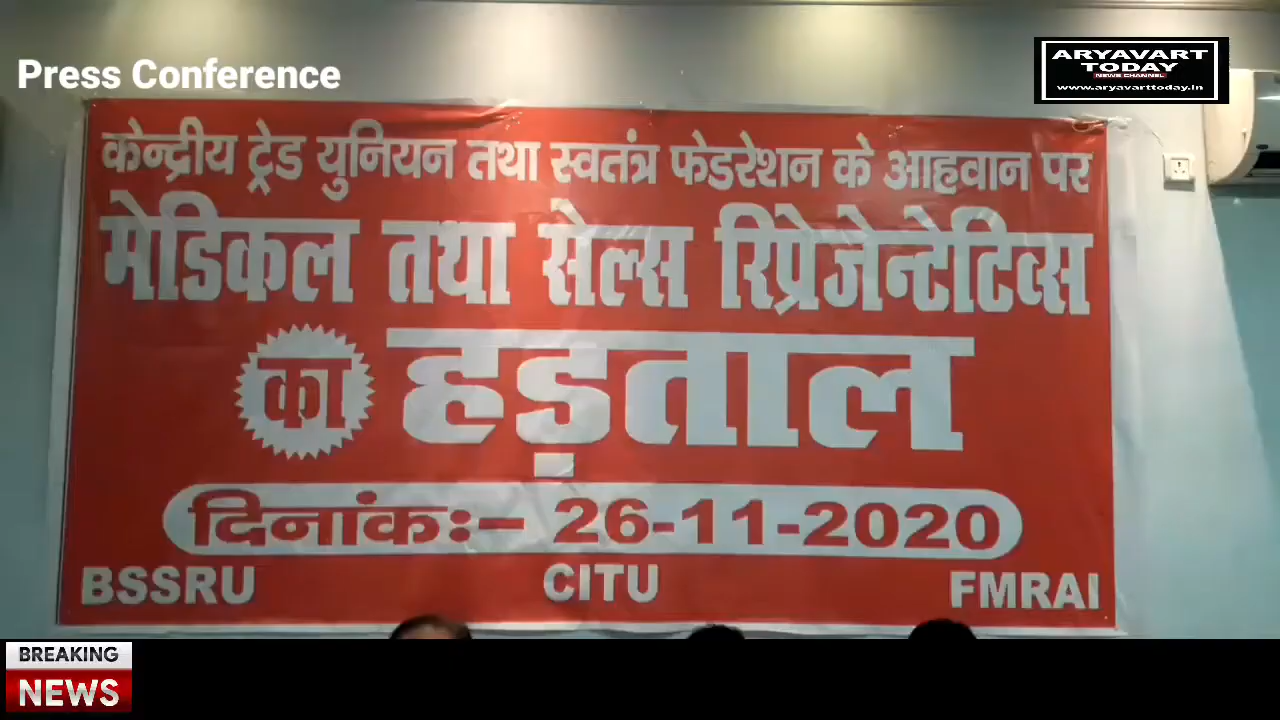 Press Conference
ARYAVART
TODAY
NEWS CHANNEL
www.aryavarttoday.in
केन्द्रीय ट्रेड युनियन तथा स्वतंत्र फेडरेशन के आहवान पर
मेडिकल तथा सेल्स रिप्रेजेन्टेटिव्स
का हड़ताल
दिनांकः- 26-11-2020
BSSRU CITU FMRAI
BREAKING
NEWS